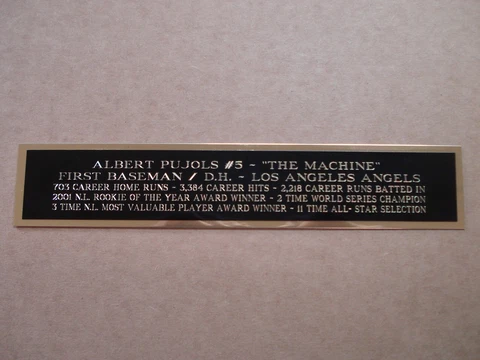 ALBERT PUJOLS #5 - "THE MACHINE"
FIRST BASEMAN / D.H. - LOS ANGELES ANGELS
703 CAREER HOME RUNS - 3,384 CAREER HITS - 2,218 CAREER RUNS BATTED IN
2001 N.L. ROOKIE OF THE YEAR AWARD WINNER - 2 TIME WORLD SERIES CHAMPION
3 TIME N.L. MOST VALUABLE PLAYER AWARD WINNER - 11 TIME ALL- STAR SELECTION